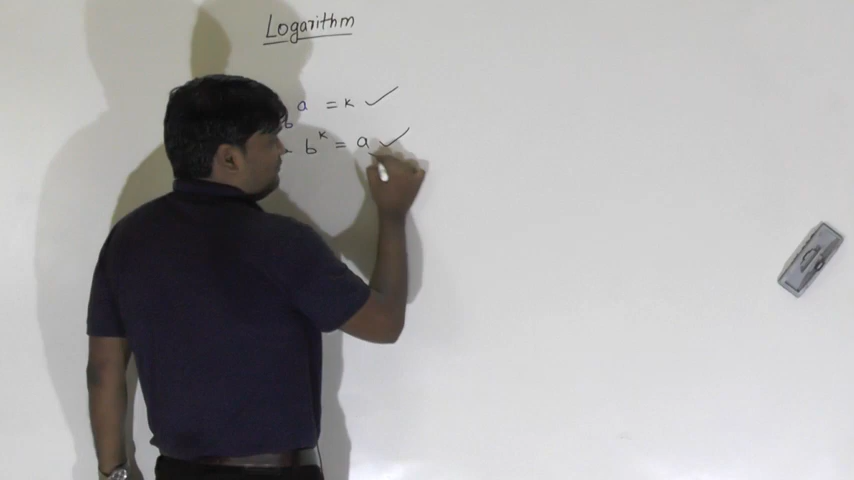 Logarithm
b a = k ✓
b^k = a ✓